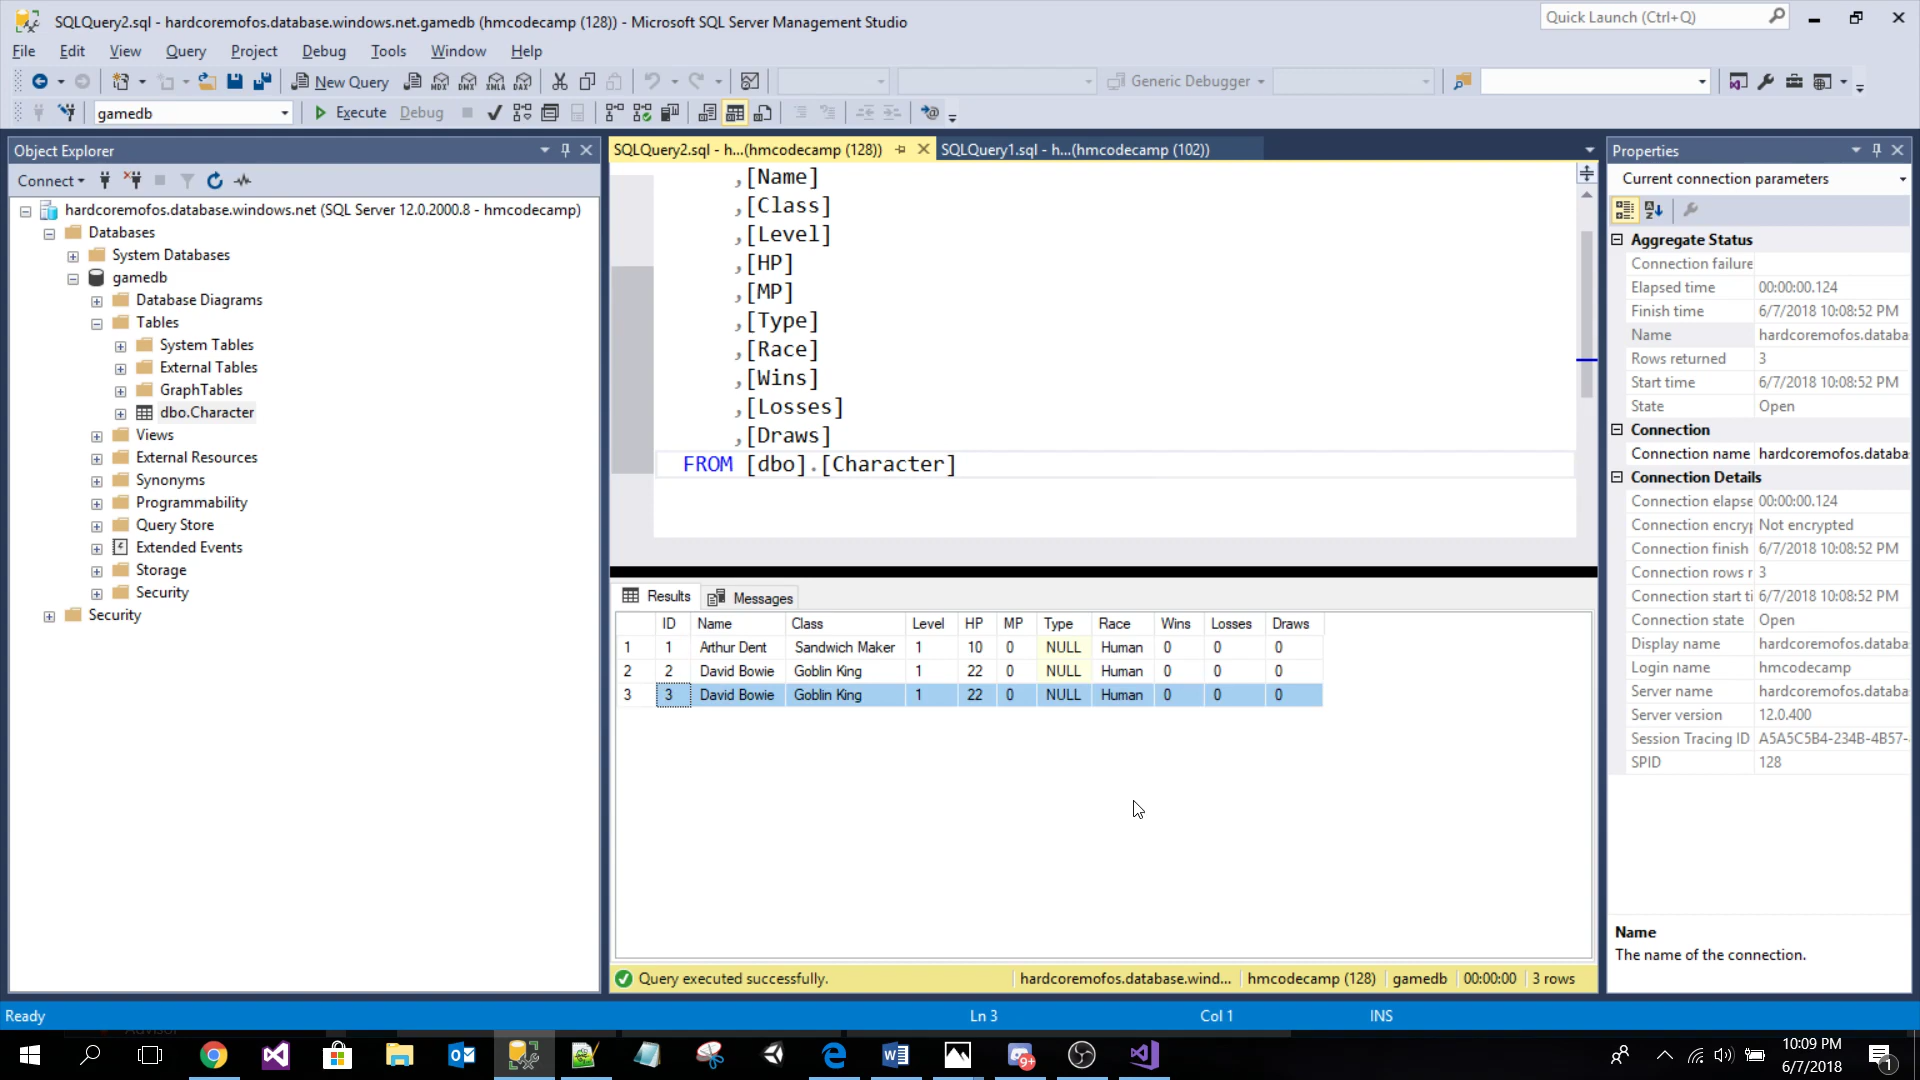 SQLQuery2.sql - hardcoremofos.database.windows.net.gamedb (hmcodecamp (128)) - Microsoft SQL Server Management Studio
Quick Launch (Ctrl+Q)
File Edit View Query Project Debug Tools Window Help
New Query
MDX DMX XMLA DAX
Generic Debugger
gamedb
Execute Debug
Object Explorer
Connect
hardcoremofos.database.windows.net (SQL Server 12.0.2000.8 - hmcodecamp)
Databases
System Databases
gamedb
Database Diagrams
Tables
System Tables
External Tables
GraphTables
dbo.Character
Views
External Resources
Synonyms
Programmability
Query Store
Extended Events
Storage
Security
Security
SQLQuery2.sql - h...(hmcodecamp (128))
SQLQuery1.sql - h...(hmcodecamp (102))
,[Name]
,[Class]
,[Level]
,[HP]
,[MP]
,[Type]
,[Race]
,[Wins]
,[Losses]
,[Draws]
FROM [dbo].[Character]
Results Messages
ID Name Class Level HP MP Type Race Wins Losses Draws
1 1 Arthur Dent Sandwich Maker 1 10 0 NULL Human 0 0 0
2 2 David Bowie Goblin King 1 22 0 NULL Human 0 0 0
3 3 David Bowie Goblin King 1 22 0 NULL Human 0 0 0
Query executed successfully.
hardcoremofos.database.wind... hmcodecamp (128) gamedb 00:00:00 3 rows
Properties
Current connection parameters
Aggregate Status
Connection failure
Elapsed time 00:00:00.124
Finish time 6/7/2018 10:08:52 PM
Name hardcoremofos.databa
Rows returned 3
Start time 6/7/2018 10:08:52 PM
State Open
Connection
Connection name hardcoremofos.databa
Connection Details
Connection elapse 00:00:00.124
Connection encry Not encrypted
Connection finish 6/7/2018 10:08:52 PM
Connection rows r 3
Connection start ti 6/7/2018 10:08:52 PM
Connection state Open
Display name hardcoremofos.databa
Login name hmcodecamp
Server name hardcoremofos.databa
Server version 12.0.400
Session Tracing ID A5A5C5B4-234B-4B57-
SPID 128
Name
The name of the connection.
Ready
Ln 3
Col 1
INS
9+
10:09 PM
6/7/2018
1